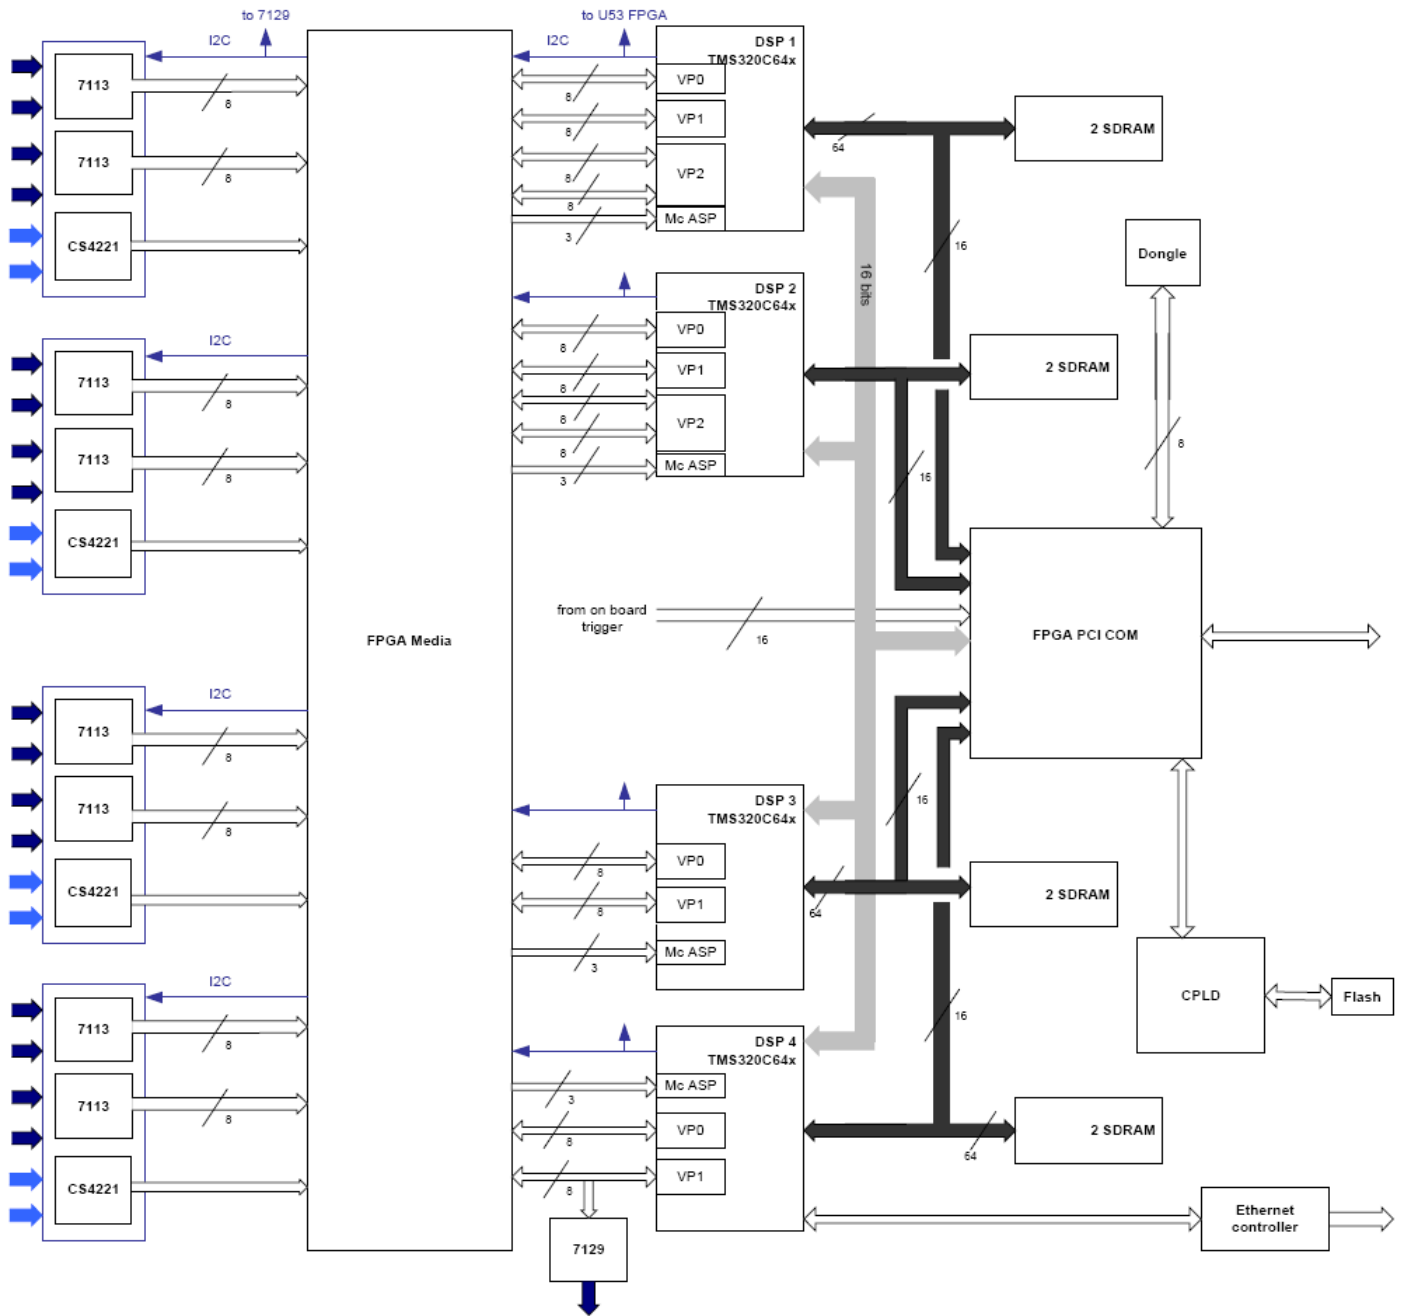 to 7129
to U53 FPGA
I2C
I2C
DSP 1
TMS320C64x
7113
8
8
VP0
VP1
8
2 SDRAM
64
7113
8
8
VP2
8
Mc ASP
3
CS4221
16
Dongle
16 bits
DSP 2
TMS320C64x
I2C
VP0
8
7113
8
VP1
8
2 SDRAM
VP2
8
8
7113
8
Mc ASP
3
16
8
CS4221
from on board
trigger
16
FPGA Media
FPGA PCI COM
I2C
7113
8
DSP 3
TMS320C64x
16
7113
8
VP0
8
CS4221
VP1
8
64
2 SDRAM
Mc ASP
3
I2C
CPLD
Flash
7113
8
16
DSP 4
TMS320C64x
Mc ASP
3
7113
8
VP0
8
2 SDRAM
64
CS4221
VP1
8
Ethernet
controller
7129